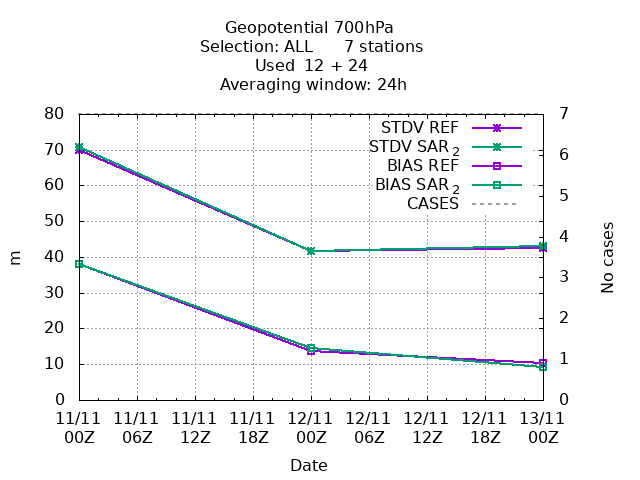 Geopotential 700hPa
Selection: ALL      7 stations
Used  12 + 24
Averaging window: 24h
80
70
60
50
40
30
20
10
0
m
7
6
5
4
3
2
1
0
No cases
STDV REF
STDV SAR 2
BIAS REF
BIAS SAR 2
CASES
11/11 11/11 11/11 11/11 12/11 12/11 12/11 12/11 13/11
00Z 06Z 12Z 18Z 00Z 06Z 12Z 18Z 00Z
Date